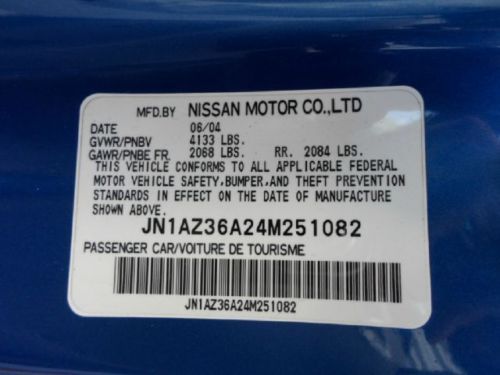 MFD.BY NISSAN MOTOR CO.,LTD
DATE 06/04
GVWR/PNBV 4133 LBS.
GAWR/PNBE FR. 2068 LBS. RR. 2084 LBS.
THIS VEHICLE CONFORMS TO ALL APPLICABLE FEDERAL
MOTOR VEHICLE SAFETY,BUMPER,AND THEFT PREVENTION
STANDARDS IN EFFECT ON THE DATE OF MANUFACTURE
SHOWN ABOVE.
JN1AZ36A24M251082
PASSENGER CAR/VOITURE DE TOURISME
JN1AZ36A24M251082